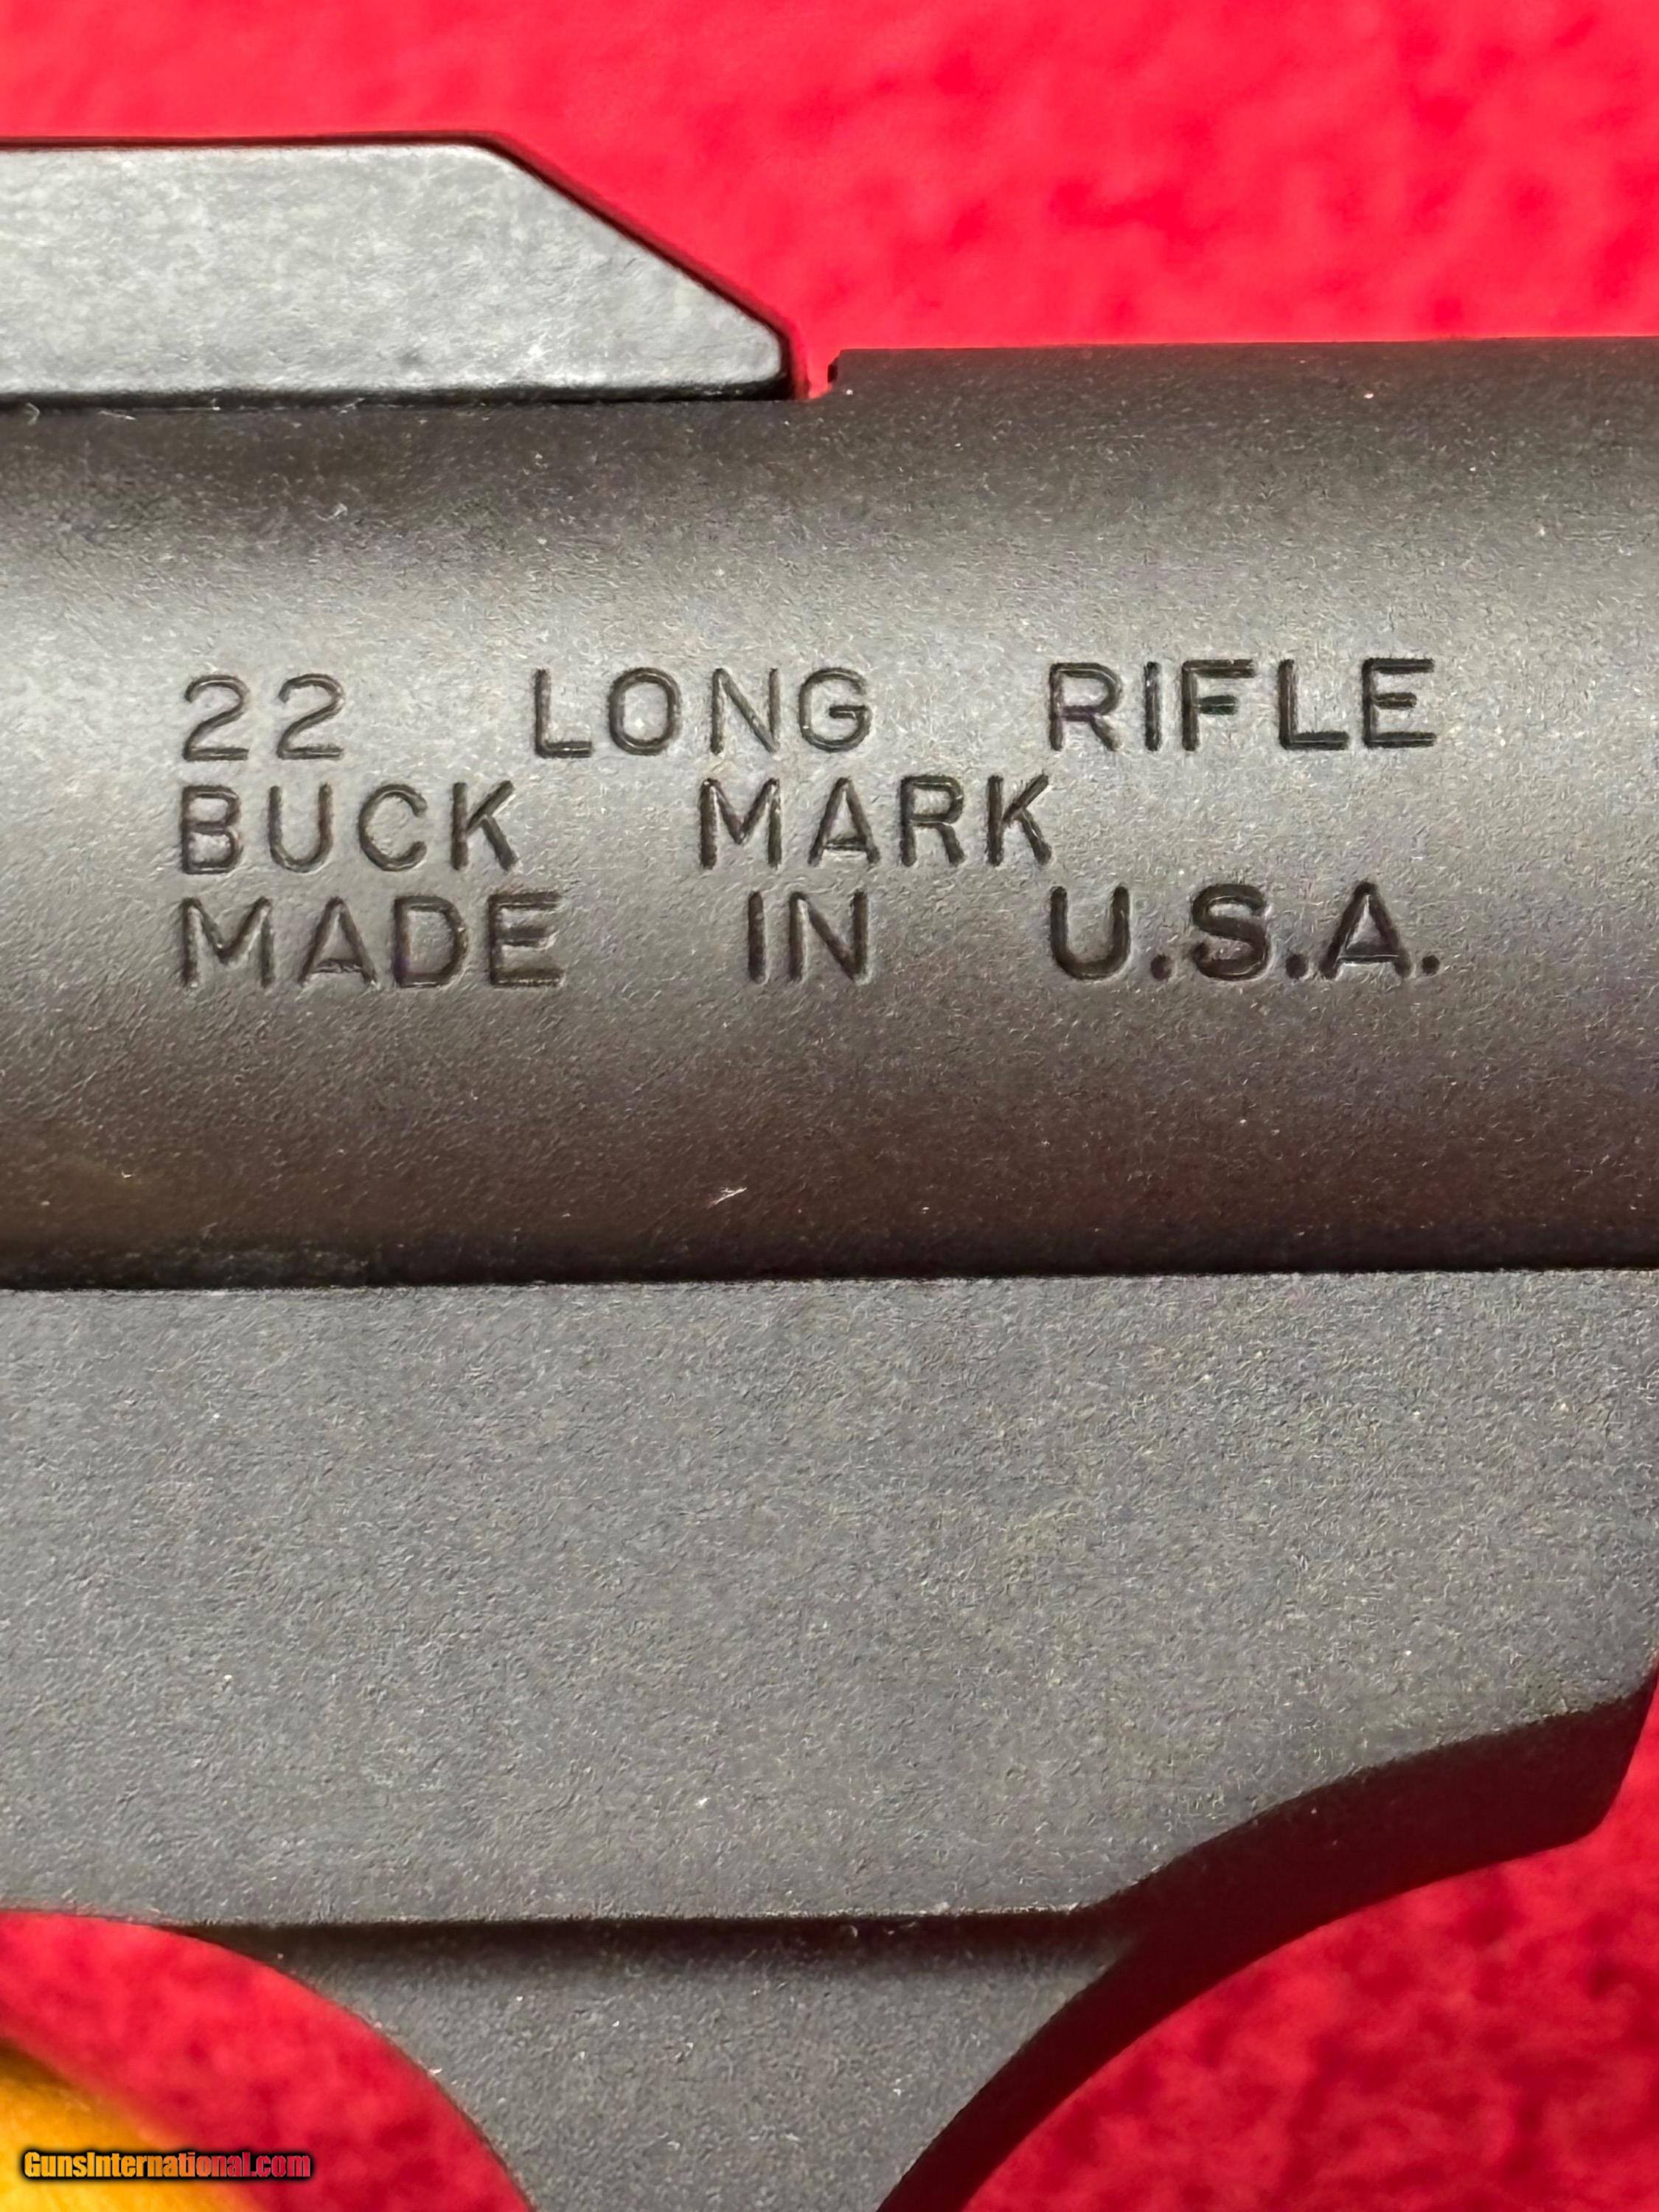 22 LONG RIFLE
BUCK MARK
MADE IN U.S.A.
GunsInternational.com